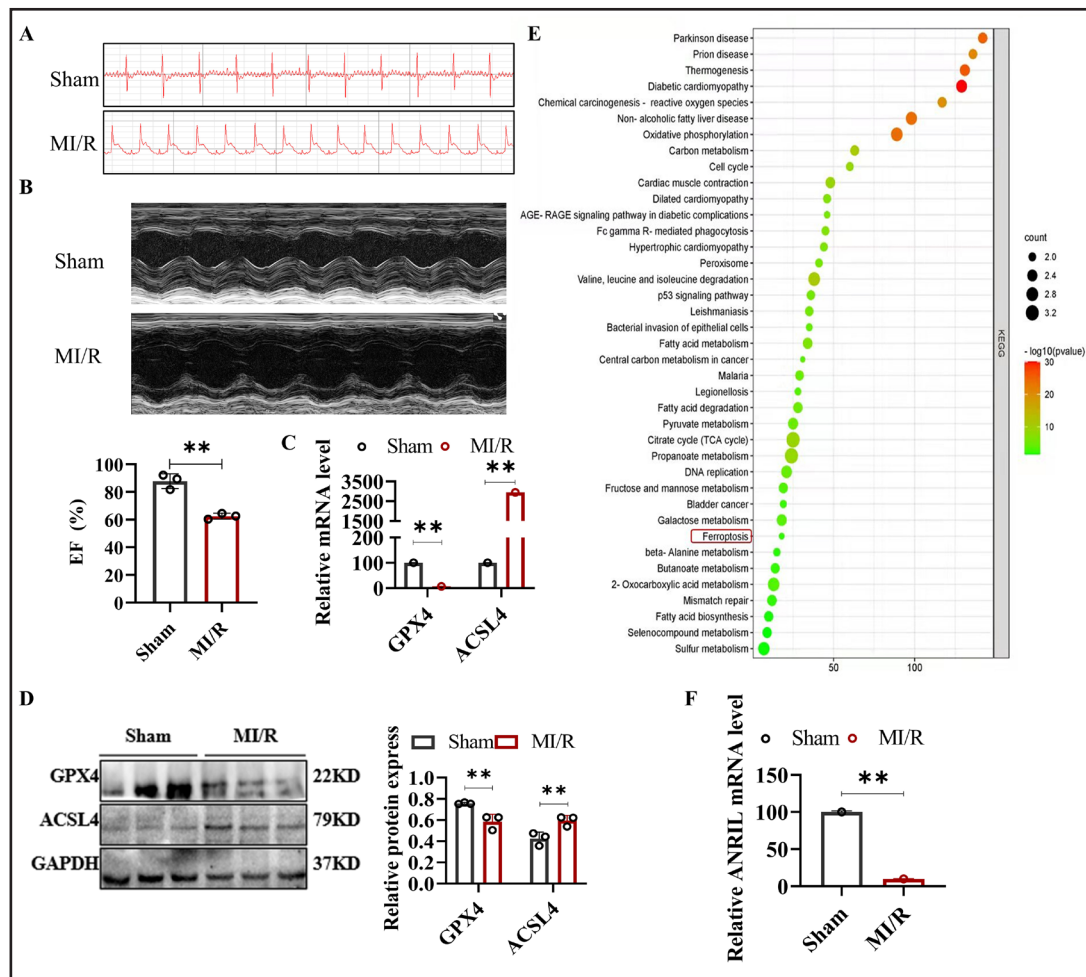 A
Sham
MI/R
B
Sham
MI/R
**
EF (%)
100
80
60
40
20
0
Sham
MI/R
C
Sham
MI/R
Relative mRNA level
3500
2950
2400
200
100
0
**
**
GPX4
ACSL4
D
Sham
MI/R
GPX4
22KD
ACSL4
79KD
GAPDH
37KD
Sham
MI/R
Relative protein express
1.0
0.8
0.6
0.4
0.2
0.0
**
**
GPX4
ACSL4
E
Parkinson disease
Prion disease
Thermogenesis
Diabetic cardiomyopathy
Chemical carcinogenesis - reactive oxygen species
Non- alcoholic fatty liver disease
Oxidative phosphorylation
Carbon metabolism
Cell cycle
Cardiac muscle contraction
Dilated cardiomyopathy
AGE- RAGE signaling pathway in diabetic complications
Fc gamma R- mediated phagocytosis
Hypertrophic cardiomyopathy
Peroxisome
Valine, leucine and isoleucine degradation
p53 signaling pathway
Leishmaniasis
Bacterial invasion of epithelial cells
Fatty acid metabolism
Central carbon metabolism in cancer
Malaria
Legionellosis
Fatty acid degradation
Pyruvate metabolism
Citrate cycle (TCA cycle)
Propanoate metabolism
DNA replication
Fructose and mannose metabolism
Bladder cancer
Galactose metabolism
Ferroptosis
beta- Alanine metabolism
Butanoate metabolism
2- Oxocarboxylic acid metabolism
Mismatch repair
Fatty acid biosynthesis
Selenocompound metabolism
Sulfur metabolism
50
100
KEGG
count
2.0
2.4
2.8
3.2
- log10(pvalue)
30
20
10
F
Sham
MI/R
Relative ANRIL mRNA level
150
100
50
0
**
Sham
MI/R